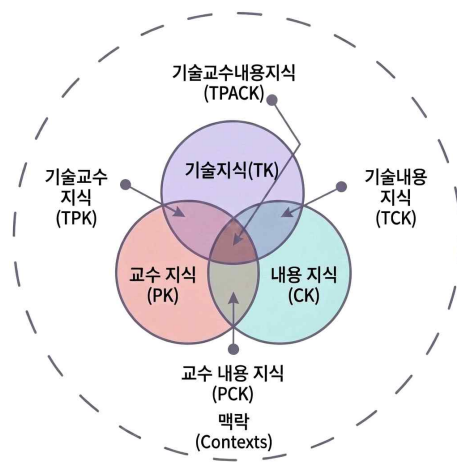 기술교수내용지식
(TPACK)
기술교수
지식
(TPK)
기술지식(TK)
기술내용
지식
(TCK)
교수 지식
(PK)
내용 지식
(CK)
교수 내용 지식
(PCK)
맥락
(Contexts)